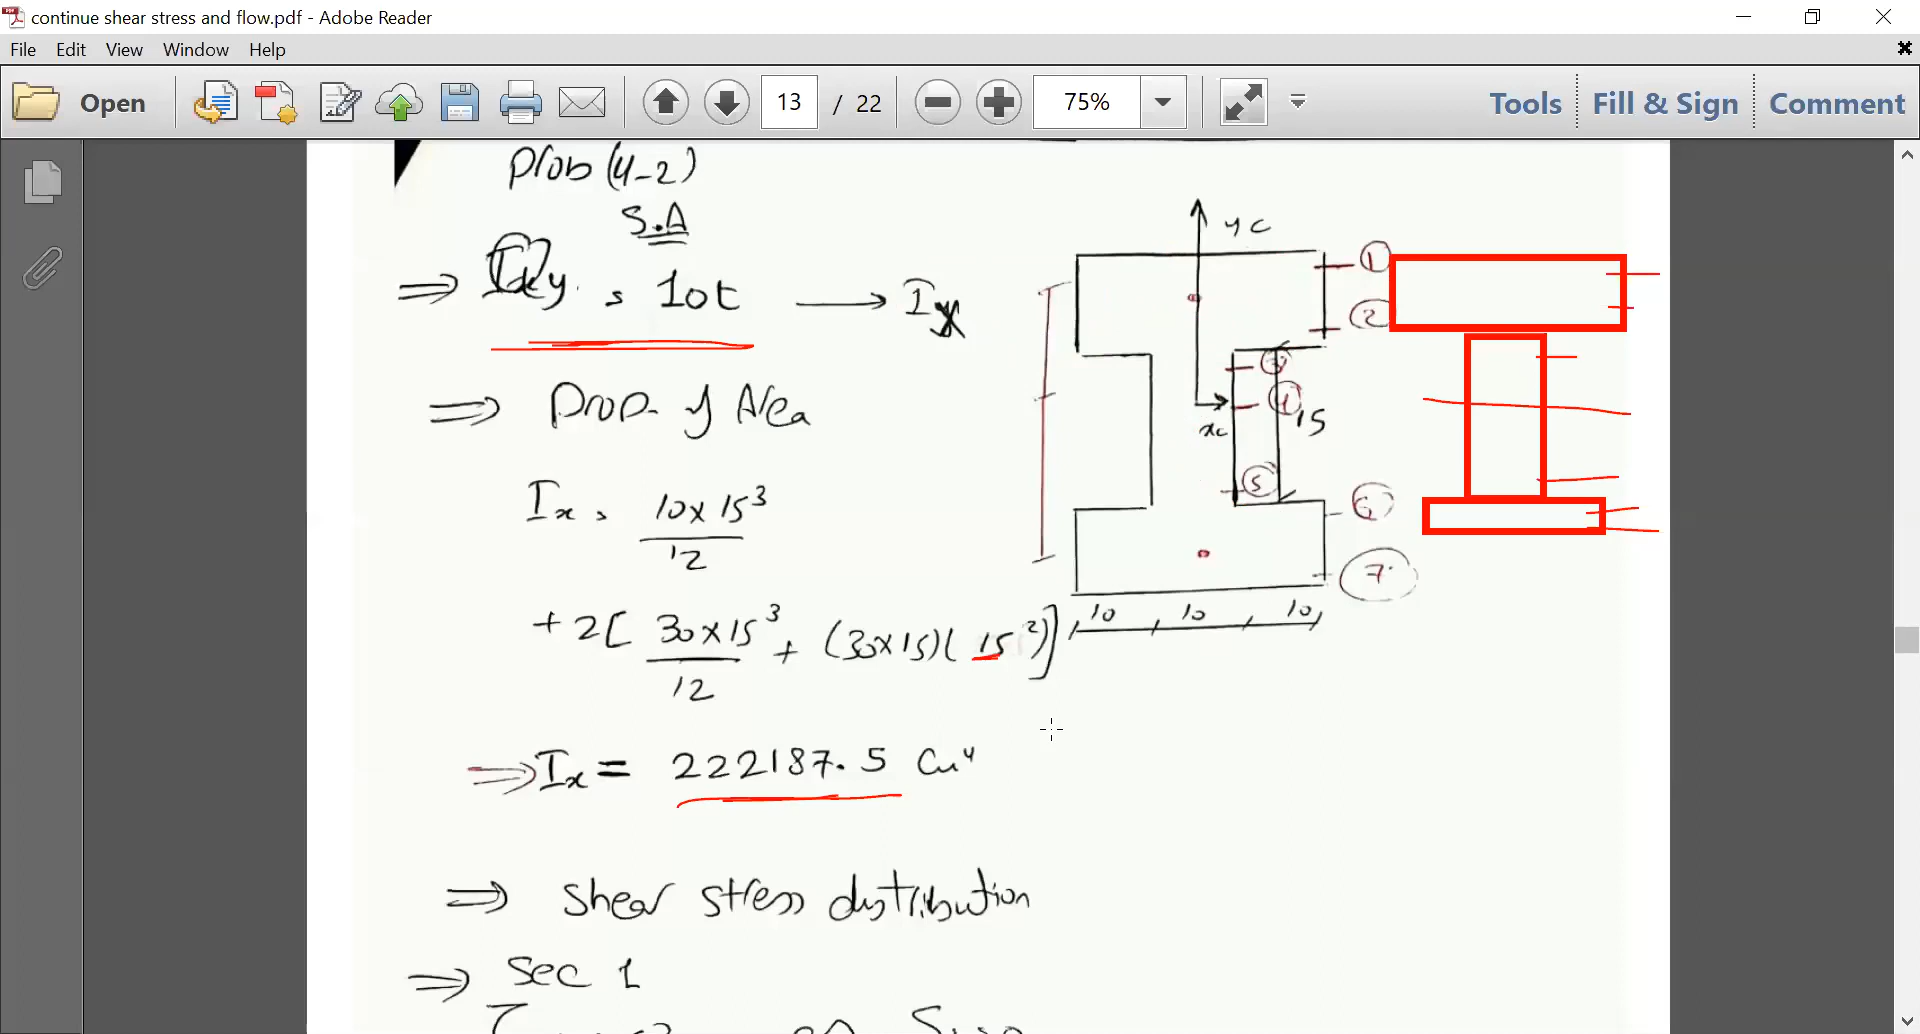 continue shear stress and flow.pdf - Adobe Reader
File Edit View Window Help
Open 13 / 22 75% Tools Fill & Sign Comment
Prob (4-2)
S.A
yc
⇒ Qy = 10t → Ix
1
2
3
4
15
xc
⇒ Prop. of Area
5
6
Ix = 10x15³
12
7
10 10 10
+ 2[ 30x15³ + (30x15)(15²)]
12
⇒ Ix = 222187.5 Cm⁴
⇒ Shear stress distribution
⇒ Sec 1